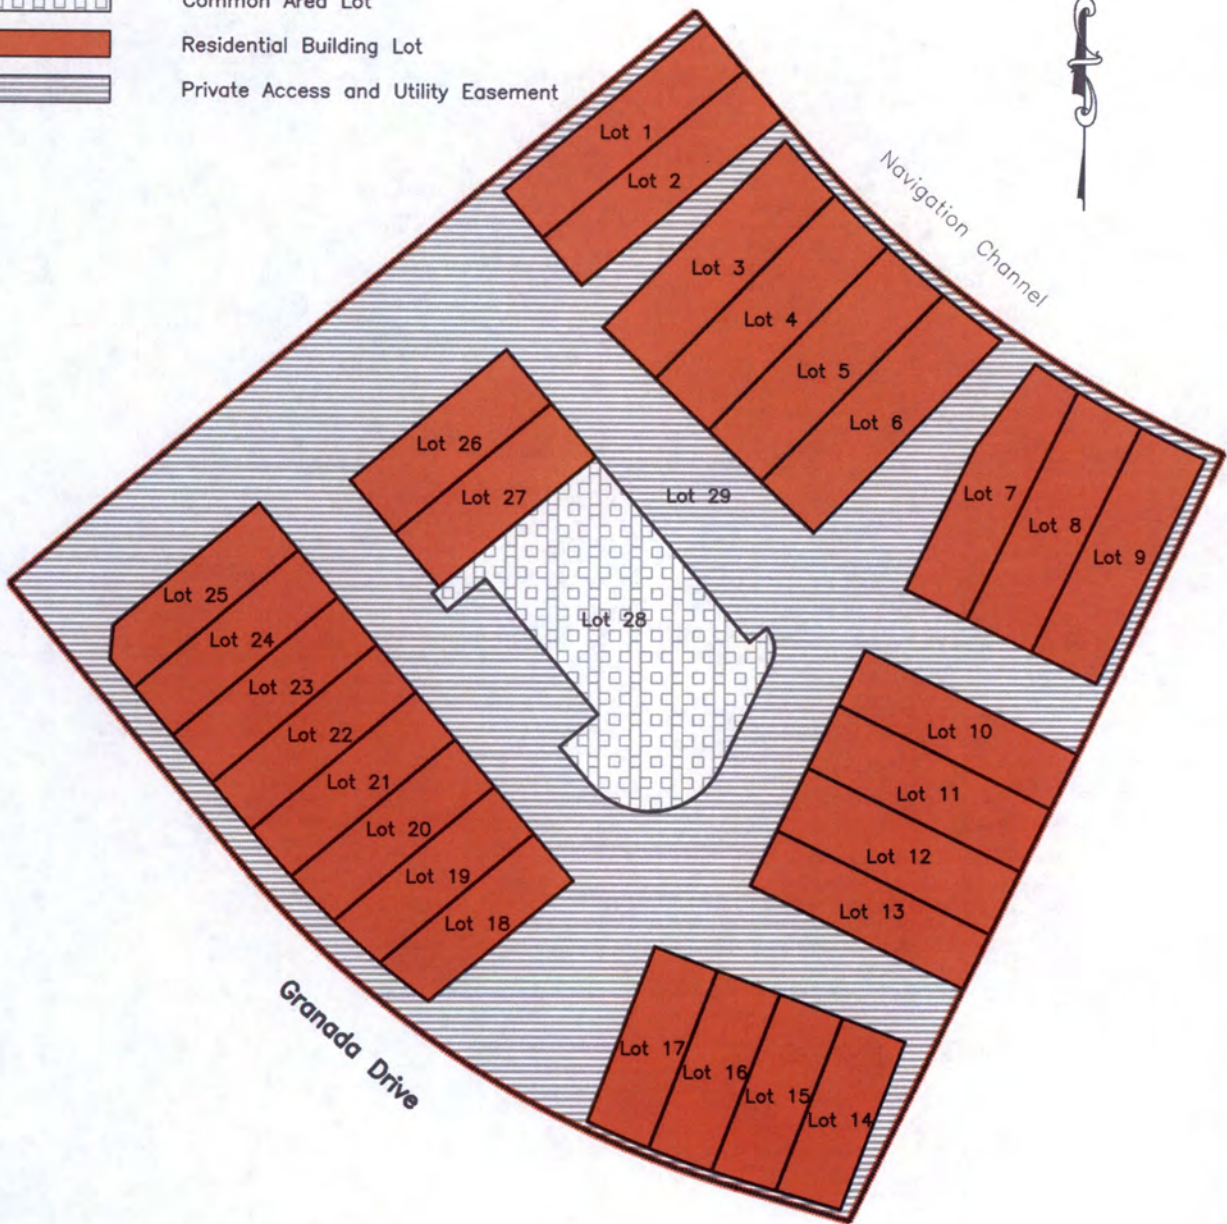 Common Area Lot
Residential Building Lot
Private Access and Utility Easement
Navigation Channel
Lot 1
Lot 2
Lot 3
Lot 4
Lot 5
Lot 6
Lot 7
Lot 8
Lot 9
Lot 10
Lot 11
Lot 12
Lot 13
Lot 14
Lot 15
Lot 16
Lot 17
Lot 18
Lot 19
Lot 20
Lot 21
Lot 22
Lot 23
Lot 24
Lot 25
Lot 26
Lot 27
Lot 28
Lot 29
Granada Drive